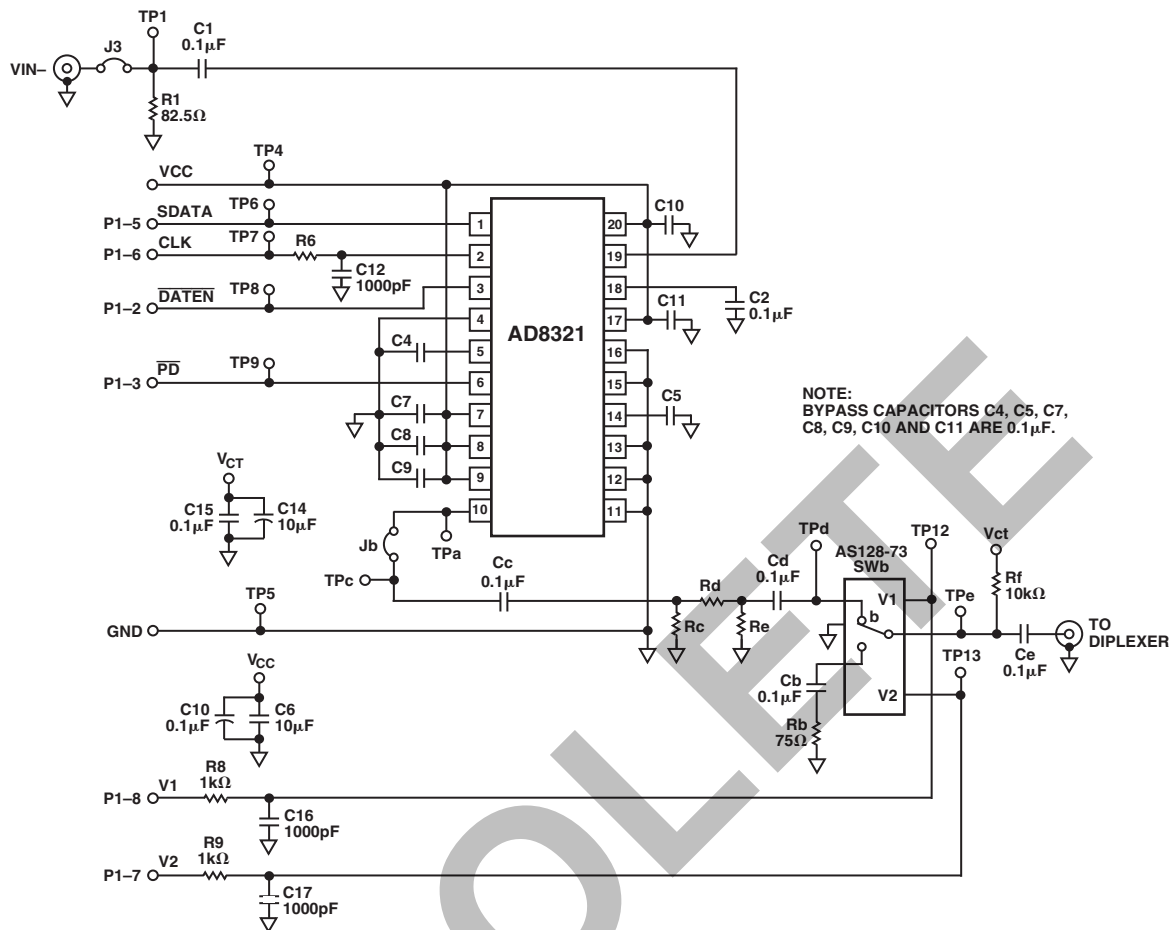 TP1
C1
0.1μF
J3
VIN–
R1
82.5Ω
TP4
VCC
TP6
SDATA
P1–5
TP7
CLK
P1–6
R6
C12
1000pF
TP8
DATEN
P1–2
TP9
PD
P1–3
C4
C7
C8
C9
1
2
3
4
5
6
7
8
9
10
AD8321
20
19
18
17
16
15
14
13
12
11
C10
C11
C2
0.1μF
C5
NOTE:
BYPASS CAPACITORS C4, C5, C7,
C8, C9, C10 AND C11 ARE 0.1μF.
VCT
C15
0.1μF
C14
10μF
Jb
TPa
TPc
Cc
0.1μF
TP5
GND
Rc
Rd
Re
Cd
0.1μF
TPd
AS128-73
SWb
V1
b
V2
TP12
Vct
Rf
10kΩ
TPe
TP13
Ce
0.1μF
TO
DIPLEXER
Cb
0.1μF
Rb
75Ω
VCC
C10
0.1μF
C6
10μF
P1–8
V1
R8
1kΩ
C16
1000pF
P1–7
V2
R9
1kΩ
C17
1000pF
OLETE